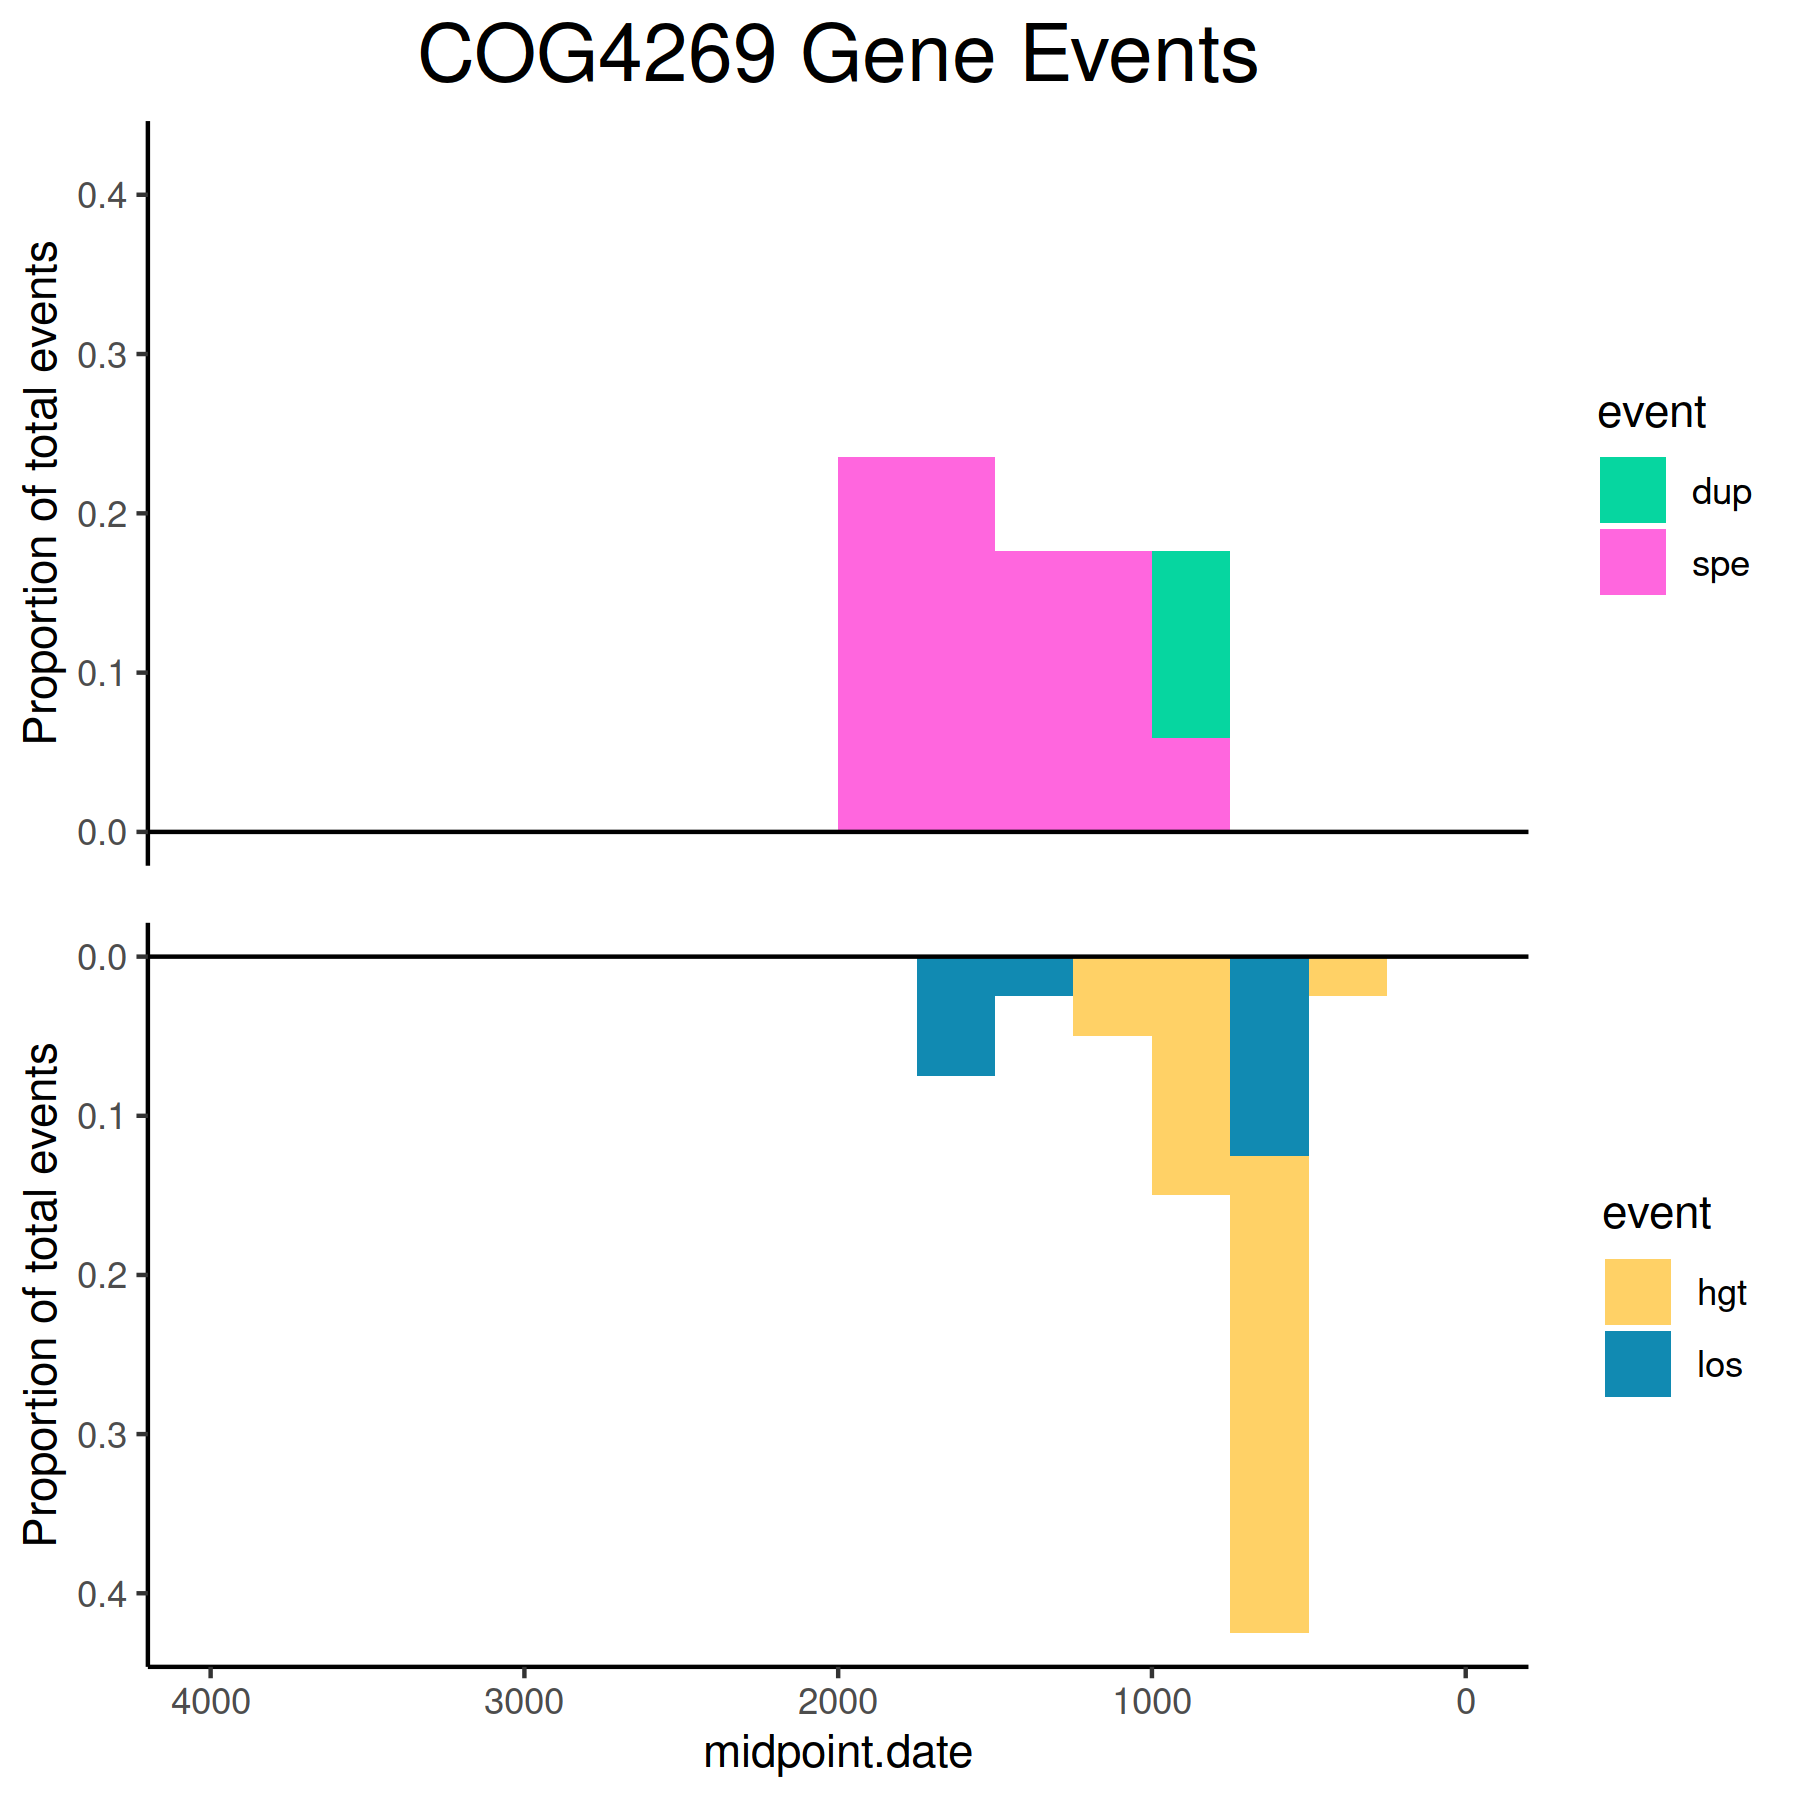 COG4269 Gene Events
Proportion of total events
0.4
0.3
0.2
0.1
0.0
event
dup
spe
Proportion of total events
0.0
0.1
0.2
0.3
0.4
event
hgt
los
4000 3000 2000 1000 0
midpoint.date